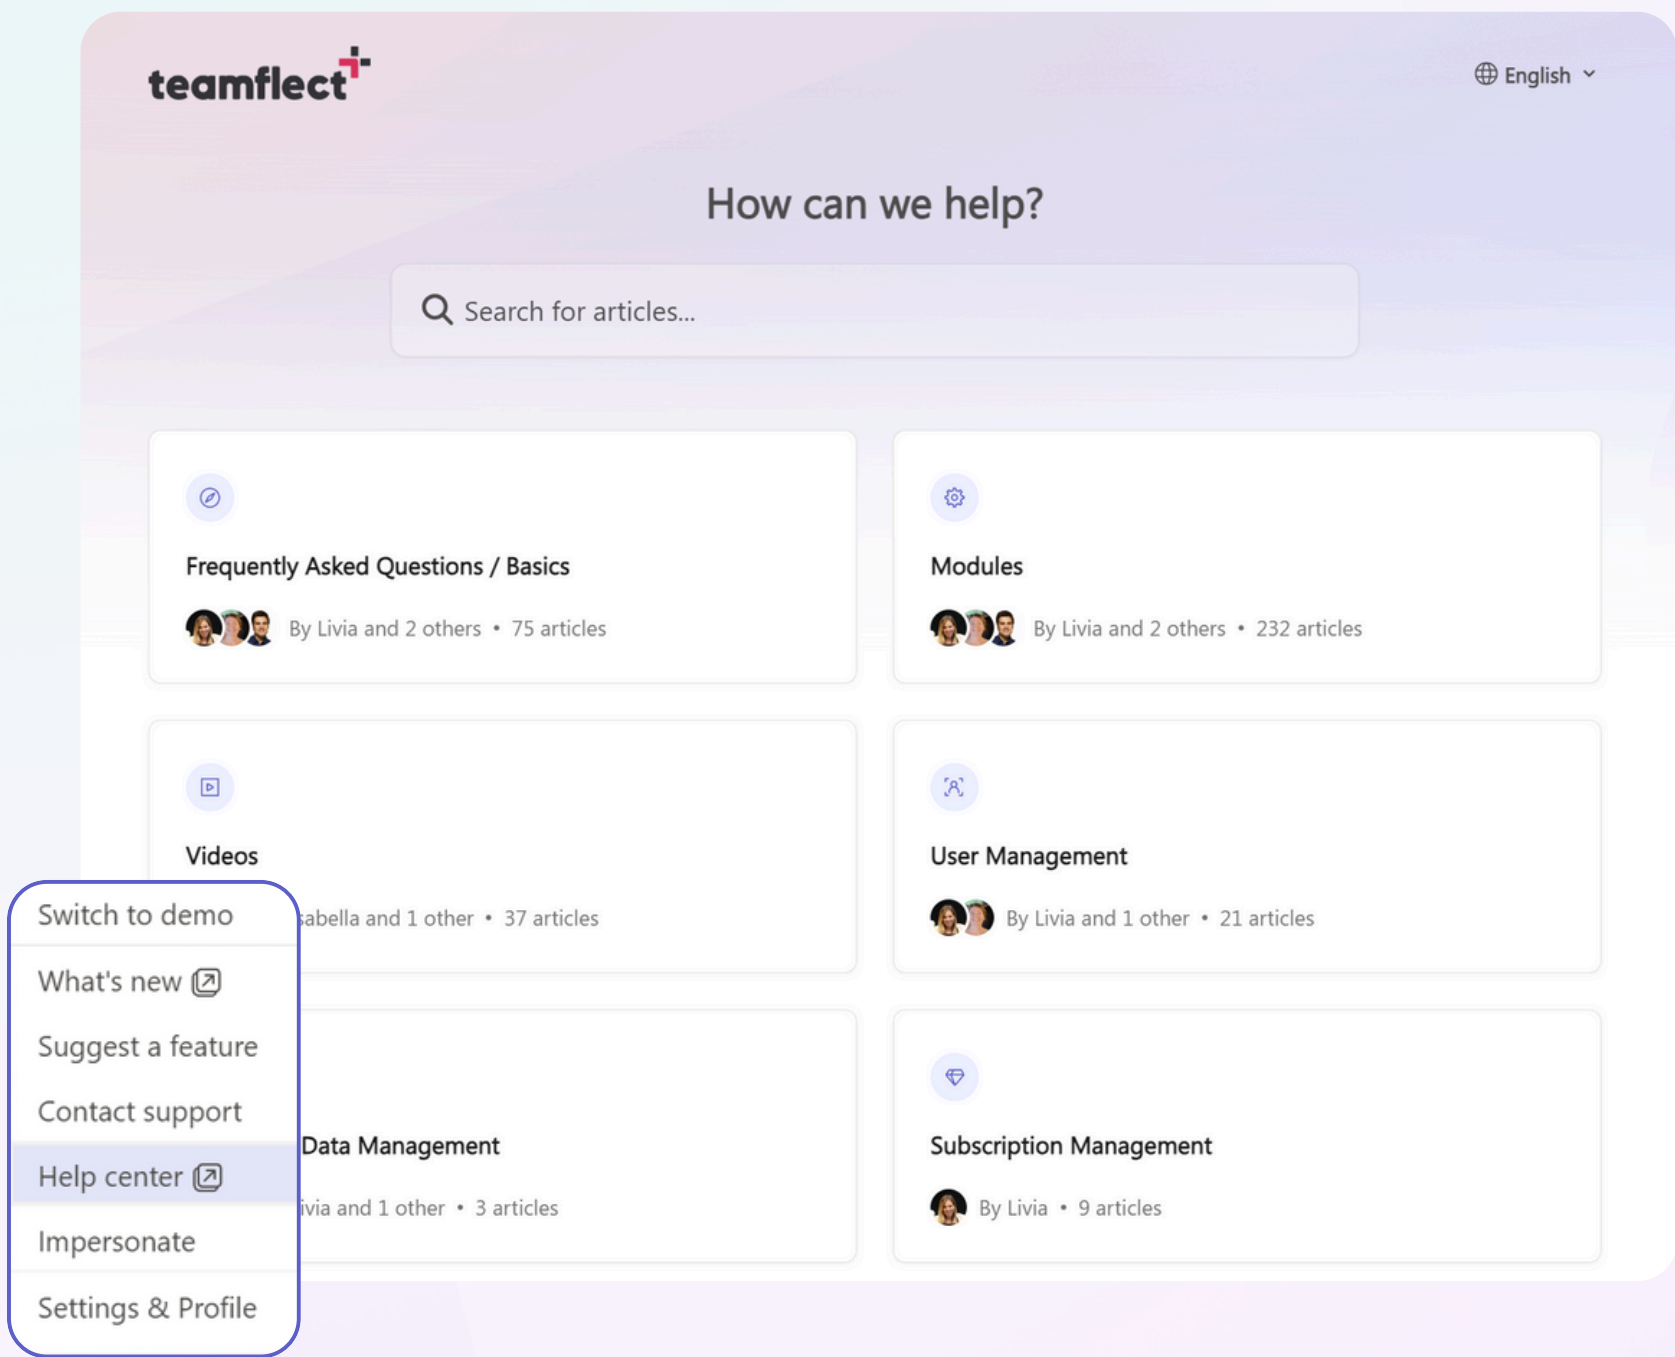 teamflect
English
How can we help?
Search for articles...
Frequently Asked Questions / Basics
By Livia and 2 others • 75 articles
Modules
By Livia and 2 others • 232 articles
Videos
and 1 other • 37 articles
User Management
By Livia and 1 other • 21 articles
Data Management
and 1 other • 3 articles
Subscription Management
By Livia • 9 articles
Switch to demo
What's new
Suggest a feature
Contact support
Help center
Impersonate
Settings & Profile